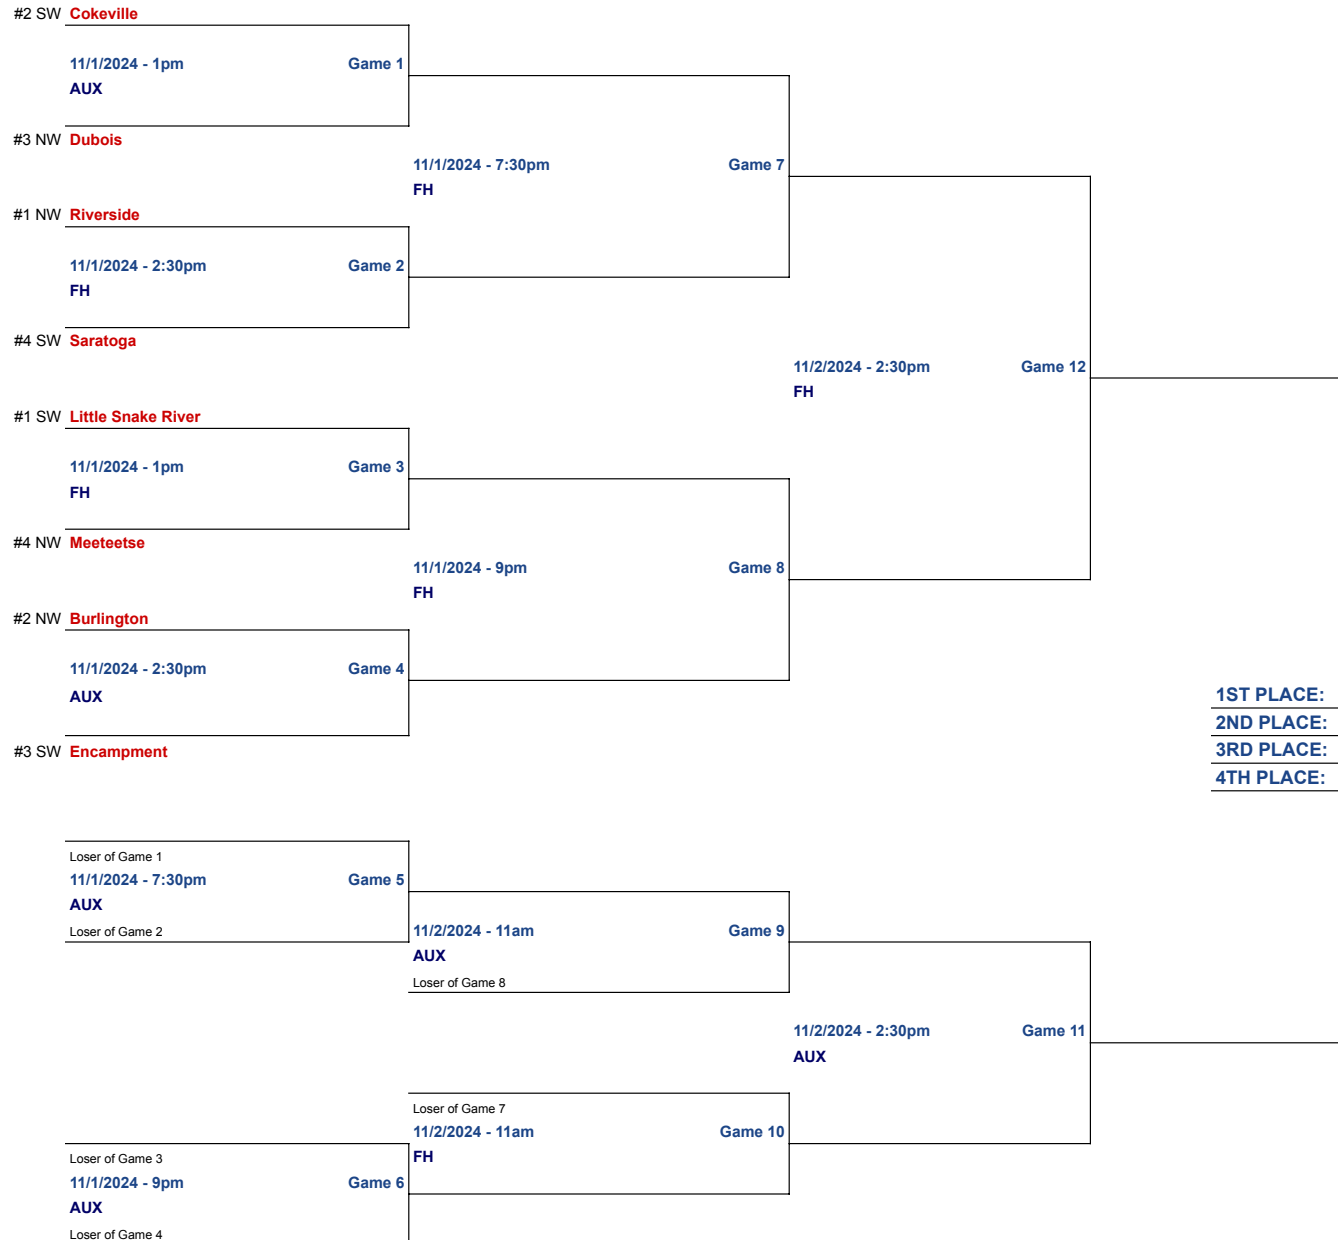 #2 SW Cokeville
11/1/2024 - 1pm Game 1
AUX
#3 NW Dubois
11/1/2024 - 7:30pm Game 7
FH
#1 NW Riverside
11/1/2024 - 2:30pm Game 2
FH
#4 SW Saratoga
11/2/2024 - 2:30pm Game 12
FH
#1 SW Little Snake River
11/1/2024 - 1pm Game 3
FH
#4 NW Meeteetse
11/1/2024 - 9pm Game 8
FH
#2 NW Burlington
11/1/2024 - 2:30pm Game 4
AUX
1ST PLACE:
2ND PLACE:
#3 SW Encampment
3RD PLACE:
4TH PLACE:
Loser of Game 1
11/1/2024 - 7:30pm Game 5
AUX
Loser of Game 2
11/2/2024 - 11am Game 9
AUX
Loser of Game 8
11/2/2024 - 2:30pm Game 11
AUX
Loser of Game 7
11/2/2024 - 11am Game 10
FH
Loser of Game 3
11/1/2024 - 9pm Game 6
AUX
Loser of Game 4